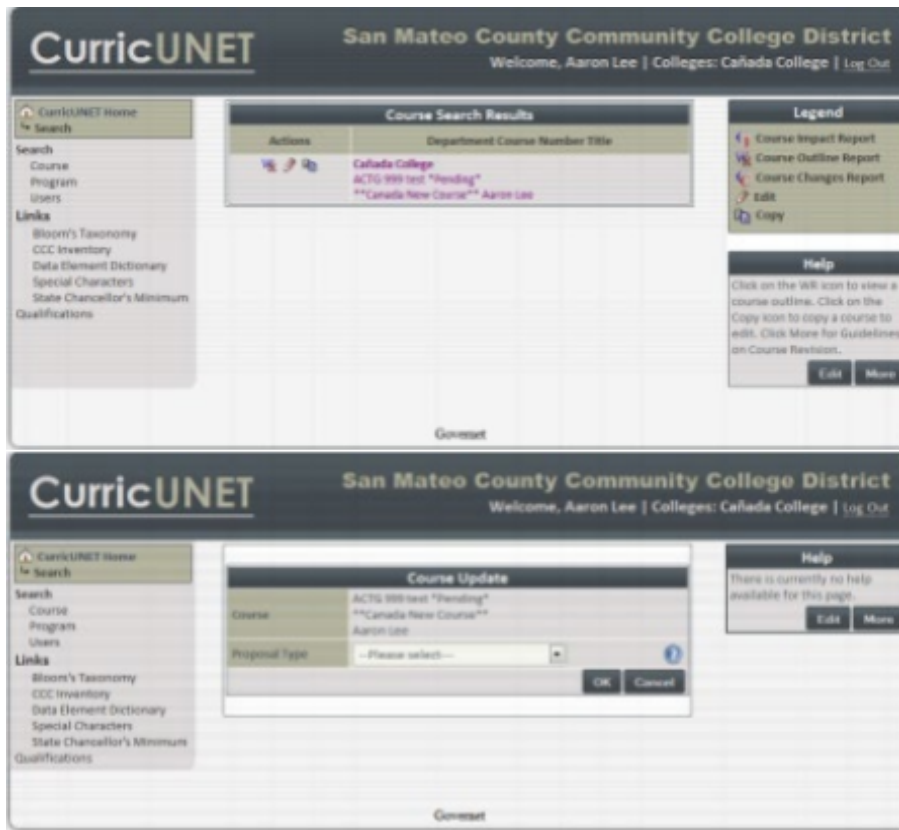 CurricUNET
San Mateo County Community College District
Welcome, Aaron Lee | Colleges: Cañada College | Log Out
CurricUNET Home
Search
Search
Course
Program
Users
Links
Bloom's Taxonomy
CCC Inventory
Data Element Dictionary
Special Characters
State Chancellor's Minimum
Qualifications
Course Search Results
Actions
Department Course Number Title
Cañada College
ACTG 999 test *Pending*
**Canada New Course** Aaron Lee
Legend
Course Impact Report
Course Outline Report
Course Changes Report
Edit
Copy
Help
Click on the WR icon to view a
course outline. Click on the
Copy icon to copy a course to
edit. Click More for Guidelines
on Course Revision.
Edit More
Governet
CurricUNET
San Mateo County Community College District
Welcome, Aaron Lee | Colleges: Cañada College | Log Out
CurricUNET Home
Search
Search
Course
Program
Users
Links
Bloom's Taxonomy
CCC Inventory
Data Element Dictionary
Special Characters
State Chancellor's Minimum
Qualifications
Course Update
Course
ACTG 999 test *Pending*
**Canada New Course**
Aaron Lee
Proposal Type
--Please select---
OK Cancel
Help
There is currently no help
available for this page.
Edit More
Governet